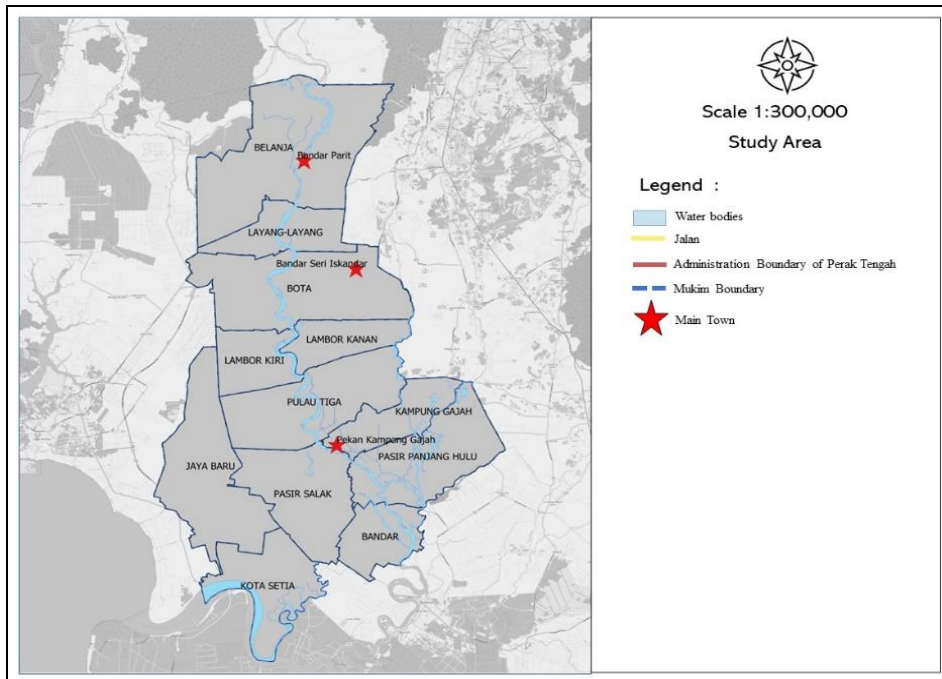 BELANJA
Bandar Parit
LAYANG-LAYANG
Bandar Seri Iskandar
BOTA
LAMBOR KANAN
LAMBOR KIRI
PULAU TIGA
KAMPUNG GAJAH
Pekan Kampong Gajah
PASIR PANJANG HULU
JAYA BARU
PASIR SALAK
BANDAR
KOTA SETIA
Scale 1:300,000
Study Area
Legend :
Water bodies
Jalan
Administration Boundary of Perak Tengah
Mukim Boundary
Main Town